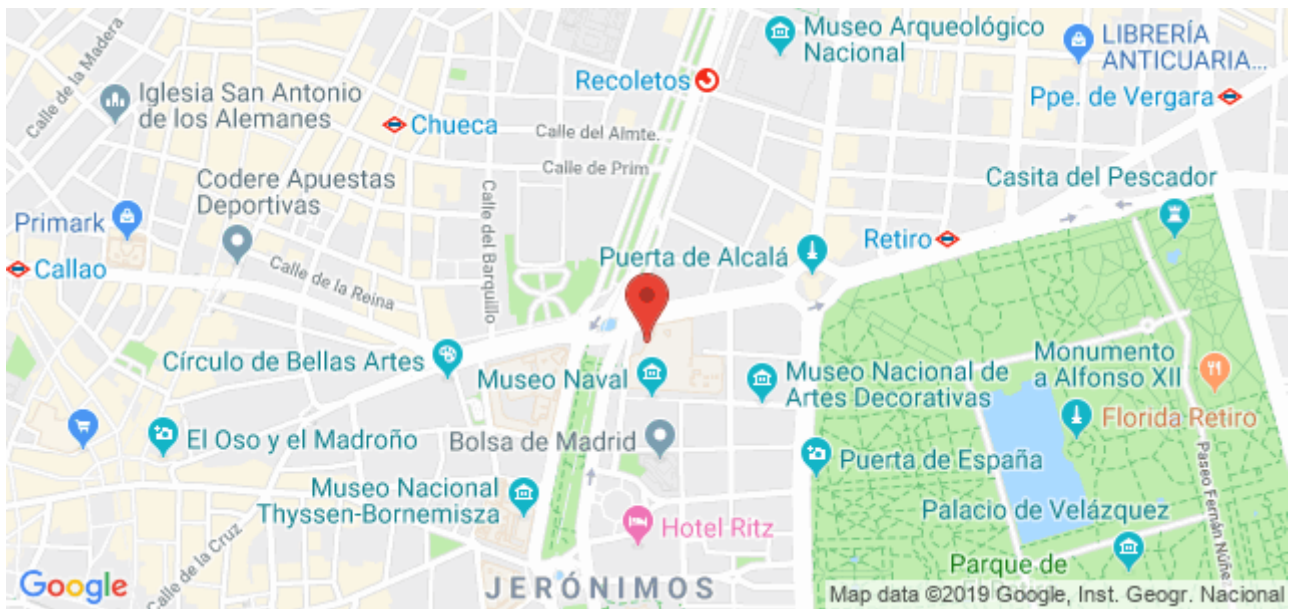 Museo Arqueológico
Nacional
LIBRERÍA
ANTICUARIA...
Recoletos
Ppe. de Vergara
Calle de la Madera
Iglesia San Antonio
de los Alemanes
Chueca
Calle del Almte.
Calle de Prim
Codere Apuestas
Deportivas
Casita del Pescador
Primark
Calle del Barquillo
Retiro
Puerta de Alcalá
Callao
Calle de la Reina
Círculo de Bellas Artes
Museo Naval
Museo Nacional de
Artes Decorativas
Monumento
a Alfonso XII
Florida Retiro
El Oso y el Madroño
Bolsa de Madrid
Puerta de España
Paseo Fernán Núñe
Museo Nacional
Thyssen-Bornemisza
Hotel Ritz
Palacio de Velázquez
Calle de la Cruz
Parque de
Google
JERÓNIMOS
Map data ©2019 Google, Inst. Geogr. Nacional